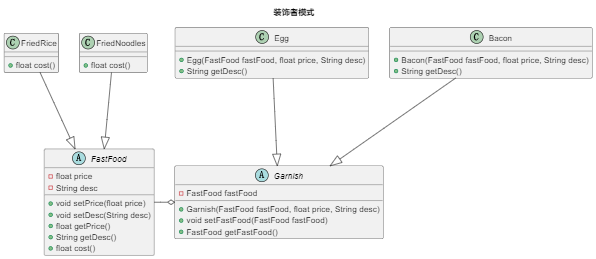 装饰者模式
C FriedRice
float cost()
C FriedNoodles
float cost()
C Egg
Egg(FastFood fastFood, float price, String desc)
String getDesc()
C Bacon
Bacon(FastFood fastFood, float price, String desc)
String getDesc()
A FastFood
float price
String desc
void setPrice(float price)
void setDesc(String desc)
float getPrice()
String getDesc()
float cost()
A Garnish
FastFood fastFood
Garnish(FastFood fastFood, float price, String desc)
void setFastFood(FastFood fastFood)
FastFood getFastFood()